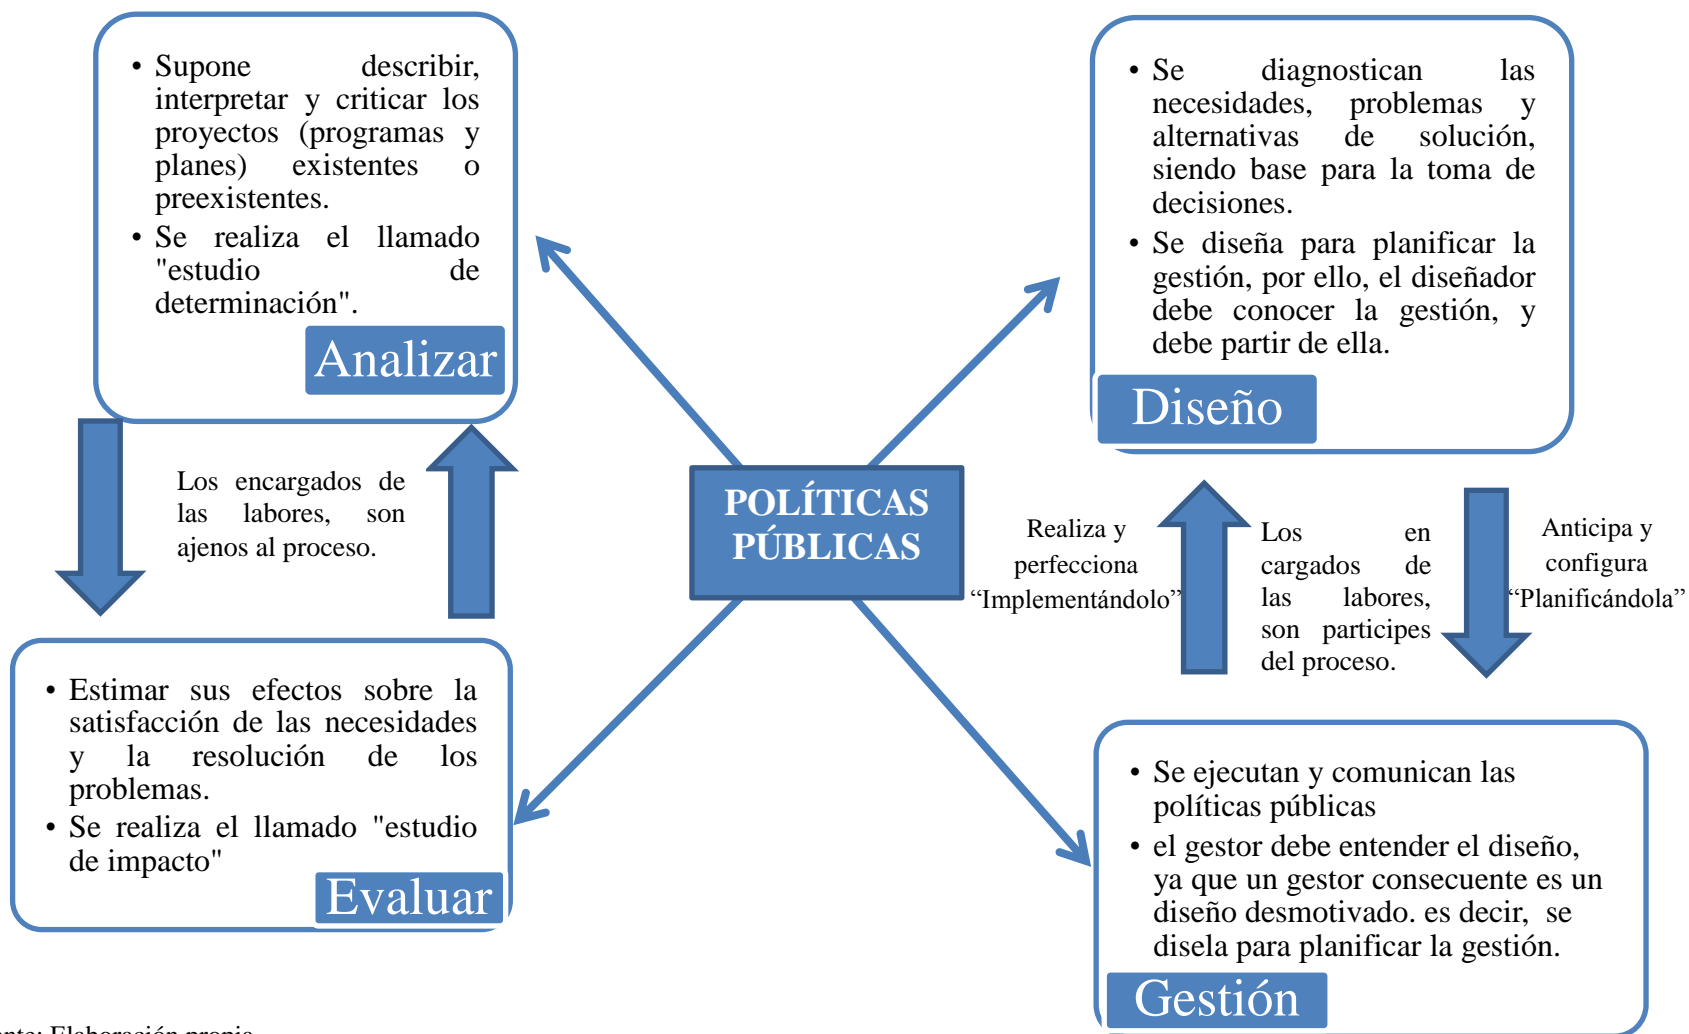 • Supone describir,
interpretar y criticar los
proyectos (programas y
planes) existentes o
preexistentes.
• Se realiza el llamado
"estudio de
determinación".
Analizar
• Se diagnostican las
necesidades, problemas y
alternativas de solución,
siendo base para la toma de
decisiones.
• Se diseña para planificar la
gestión, por ello, el diseñador
debe conocer la gestión, y
debe partir de ella.
Diseño
Los encargados de
las labores, son
ajenos al proceso.
POLÍTICAS
PÚBLICAS
Realiza y
perfecciona
“Implementándolo”
Los en
cargados de
las labores,
son participes
del proceso.
Anticipa y
configura
“Planificándola”
• Estimar sus efectos sobre la
satisfacción de las necesidades
y la resolución de los
problemas.
• Se realiza el llamado "estudio
de impacto"
Evaluar
• Se ejecutan y comunican las
políticas públicas
• el gestor debe entender el diseño,
ya que un gestor consecuente es un
diseño desmotivado. es decir, se
disela para planificar la gestión.
Gestión
Elaboración propia